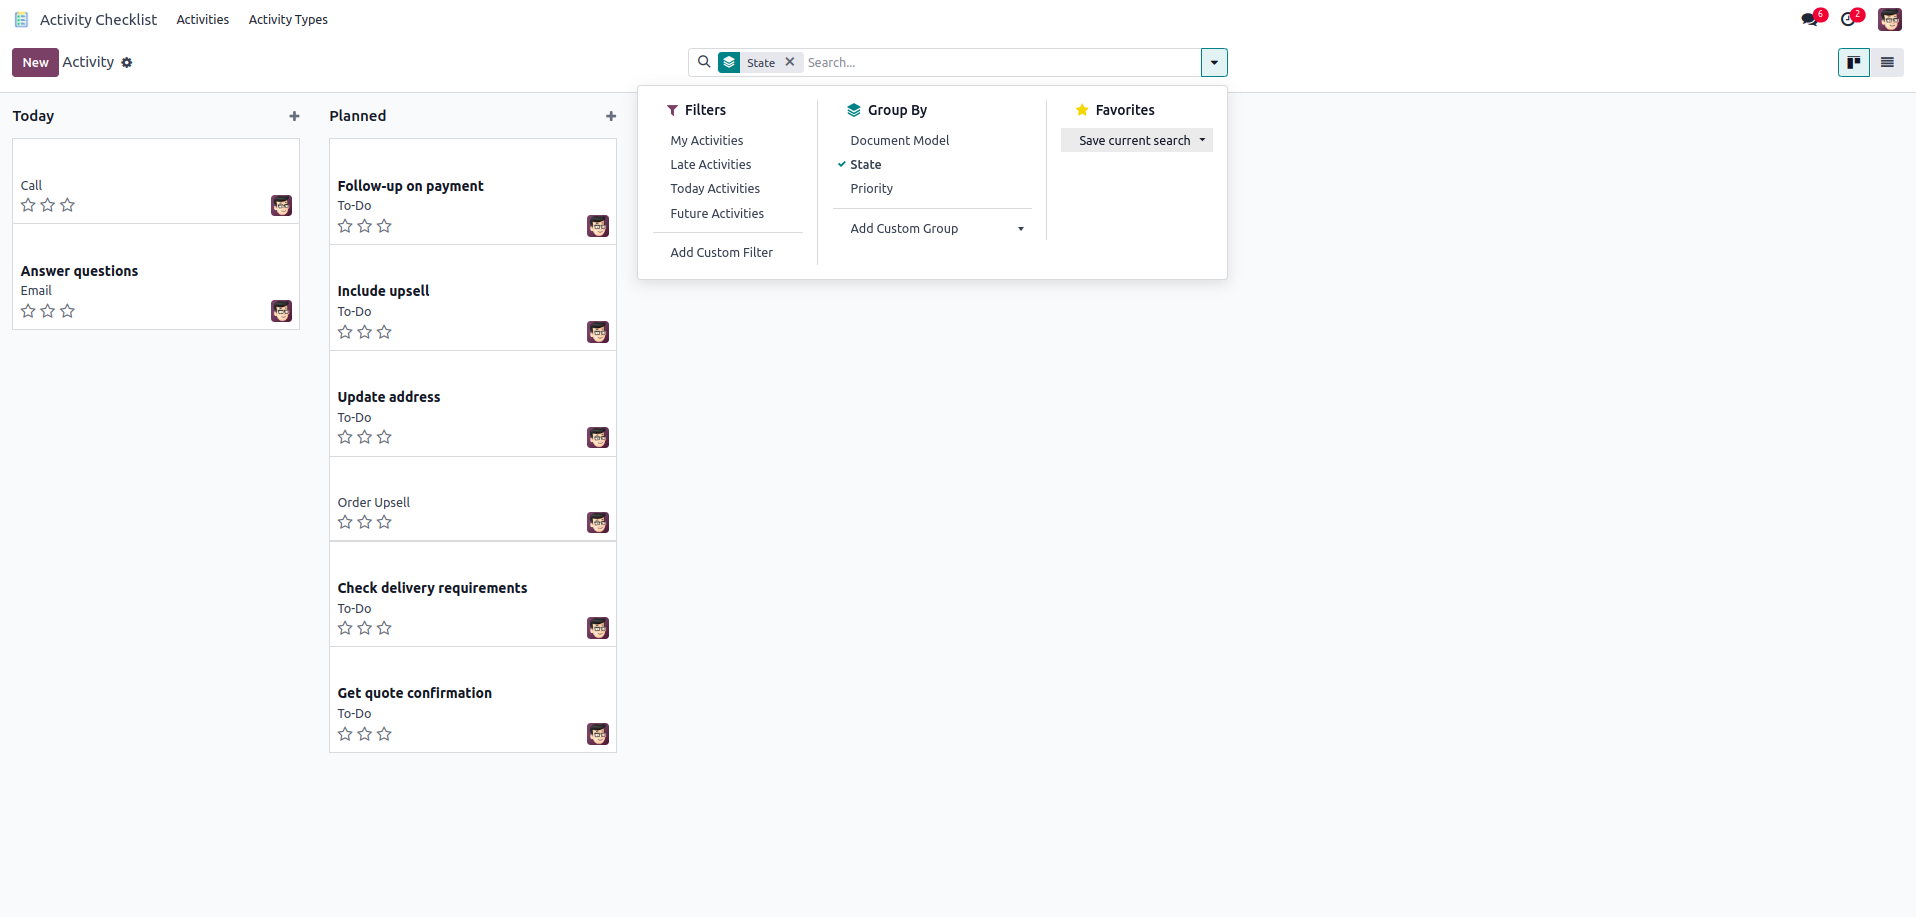 Activity Checklist Activities Activity Types 6 2
New Activity State Search...
Today
Call
Answer questions
Email
Planned
Follow-up on payment
To-Do
Include upsell
To-Do
Update address
To-Do
Order Upsell
Check delivery requirements
To-Do
Get quote confirmation
To-Do
Filters
My Activities
Late Activities
Today Activities
Future Activities
Add Custom Filter
Group By
Document Model
State
Priority
Add Custom Group
Favorites
Save current search